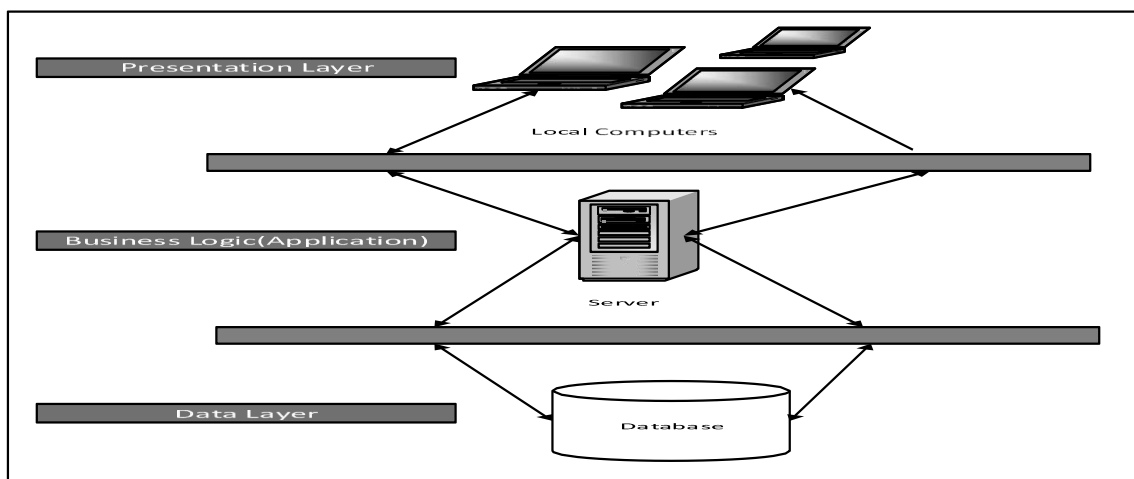 Presentation Layer
Local Computers
Business Logic(Application)
Server
Data Layer
Database